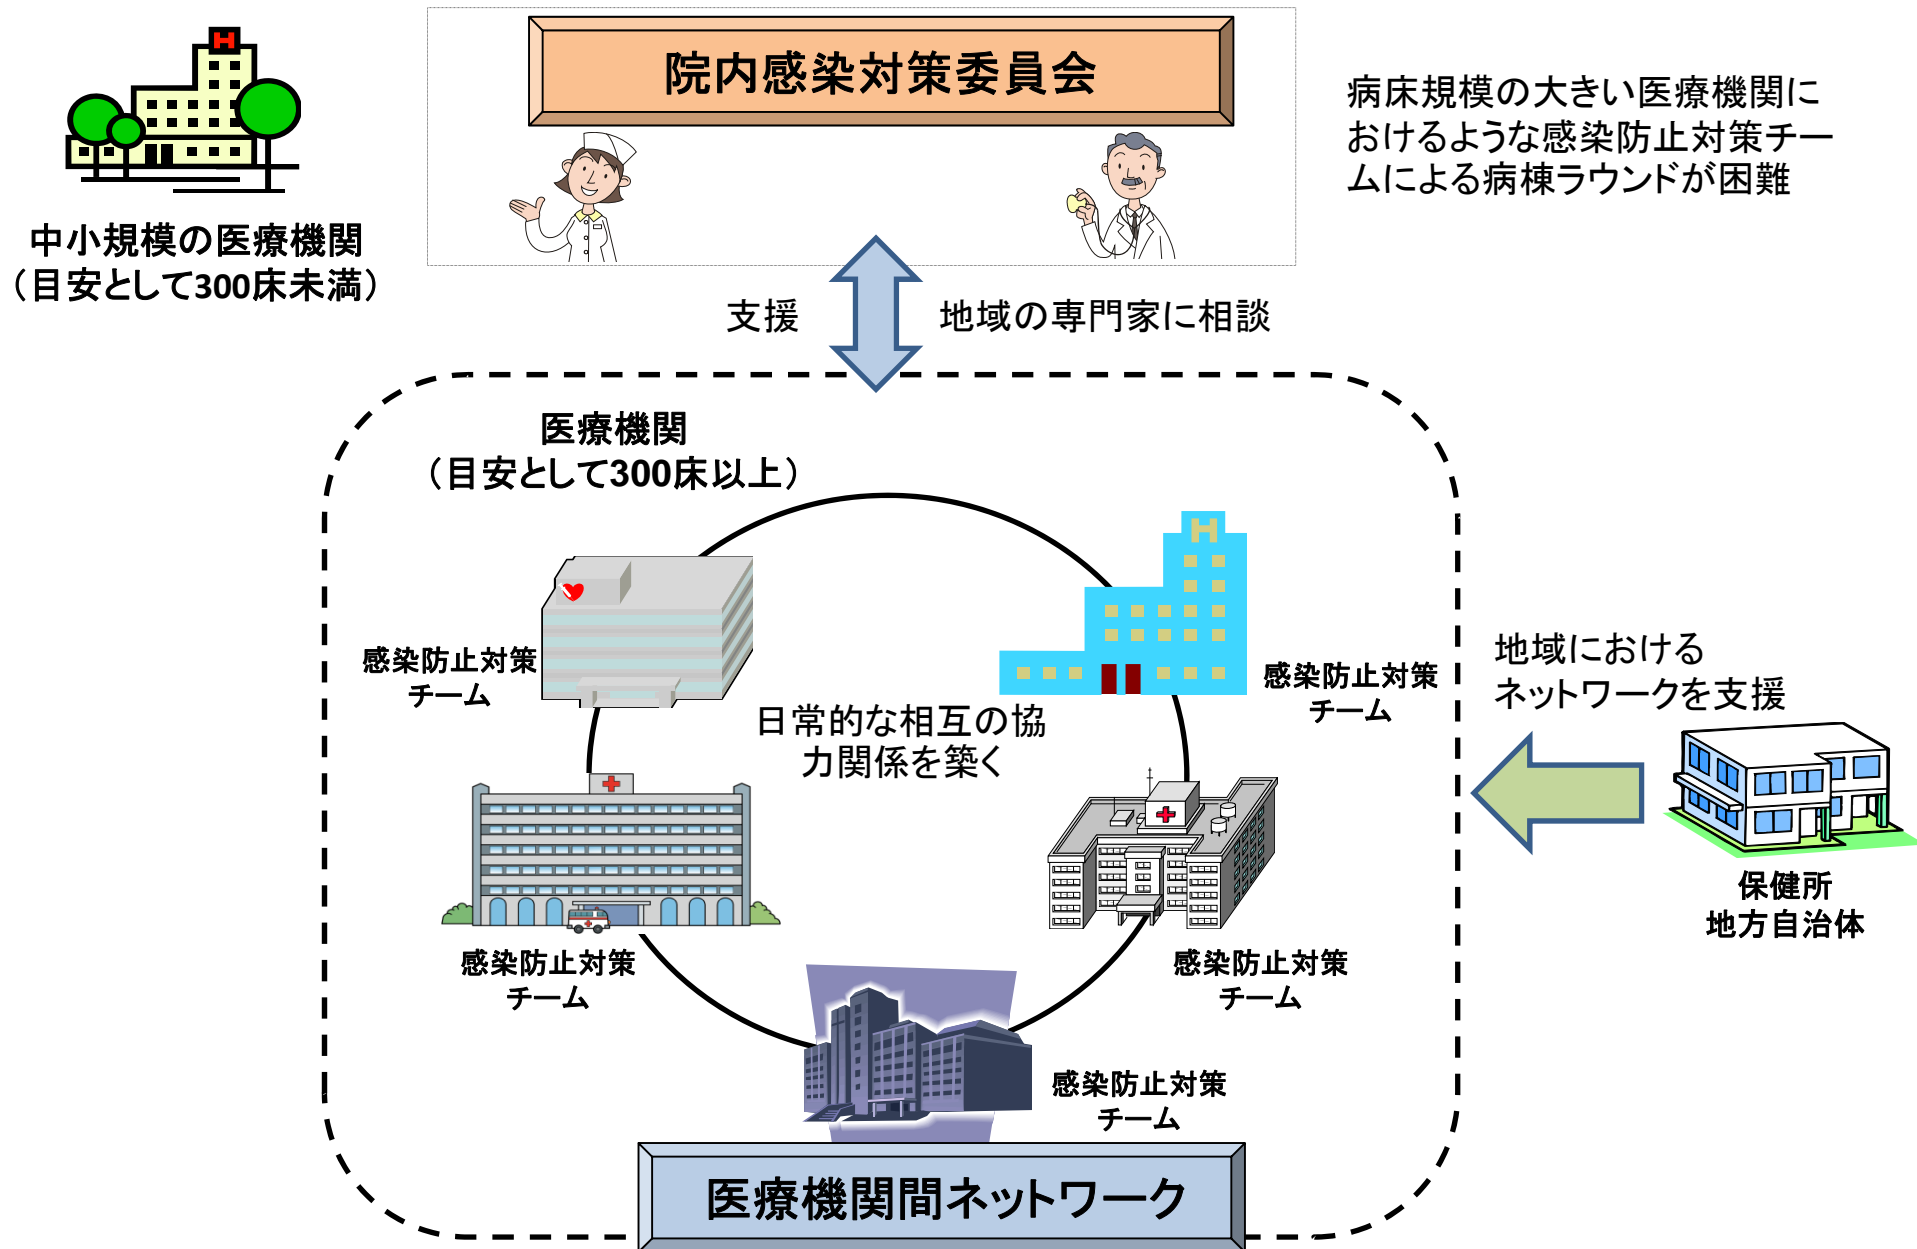 H
院内感染対策委員会
病床規模の大きい医療機関に
おけるような感染防止対策チー
ムによる病棟ラウンドが困難
中小規模の医療機関
（目安として300床未満）
支援
地域の専門家に相談
医療機関
（目安として300床以上）
H
感染防止対策
チーム
感染防止対策
チーム
日常的な相互の協
力関係を築く
地域における
ネットワークを支援
保健所
地方自治体
感染防止対策
チーム
感染防止対策
チーム
感染防止対策
チーム
医療機関間ネットワーク